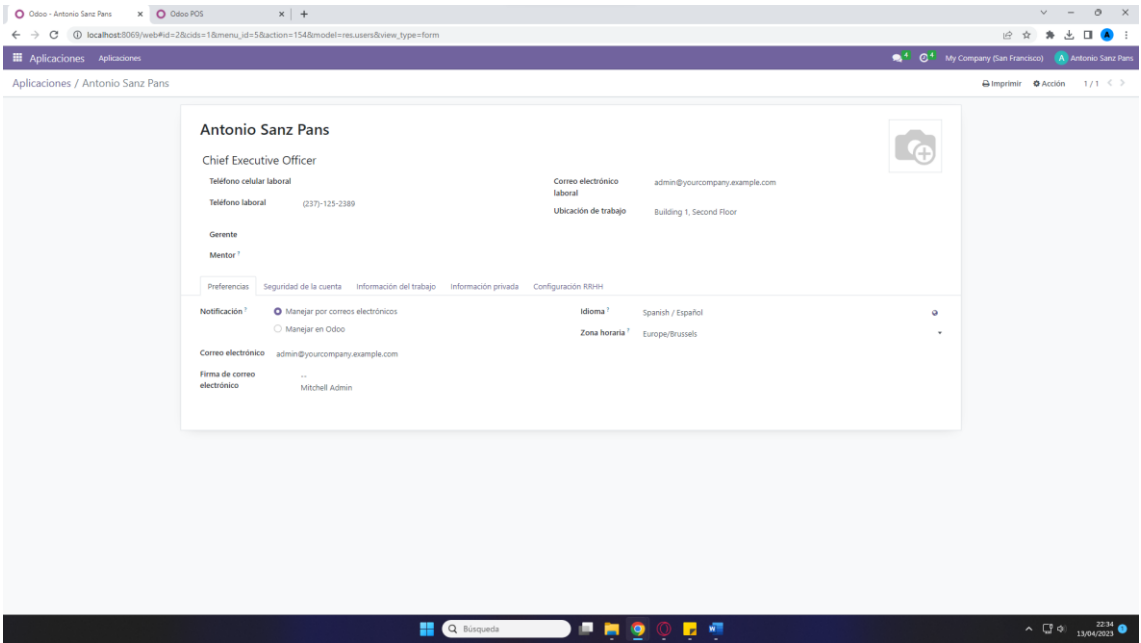 Odoo - Antonio Sanz Pans
Odoo POS
localhost:8069/web#id=2&cids=1&menu_id=5&action=154&model=res.users&view_type=form
Aplicaciones Aplicaciones
4 4 My Company (San Francisco) A Antonio Sanz Pans
Aplicaciones / Antonio Sanz Pans
Imprimir Acción 1 / 1
Antonio Sanz Pans
Chief Executive Officer
Teléfono celular laboral
Teléfono laboral (237)-125-2389
Gerente
Mentor ?
Correo electrónico
laboral
admin@yourcompany.example.com
Ubicación de trabajo Building 1, Second Floor
Preferencias Seguridad de la cuenta Información del trabajo Información privada Configuración RRHH
Notificación ? Manejar por correos electrónicos
Manejar en Odoo
Correo electrónico admin@yourcompany.example.com
Firma de correo
electrónico
--
Mitchell Admin
Idioma ? Spanish / Español
Zona horaria ? Europe/Brussels
Búsqueda
22:34
13/04/2023